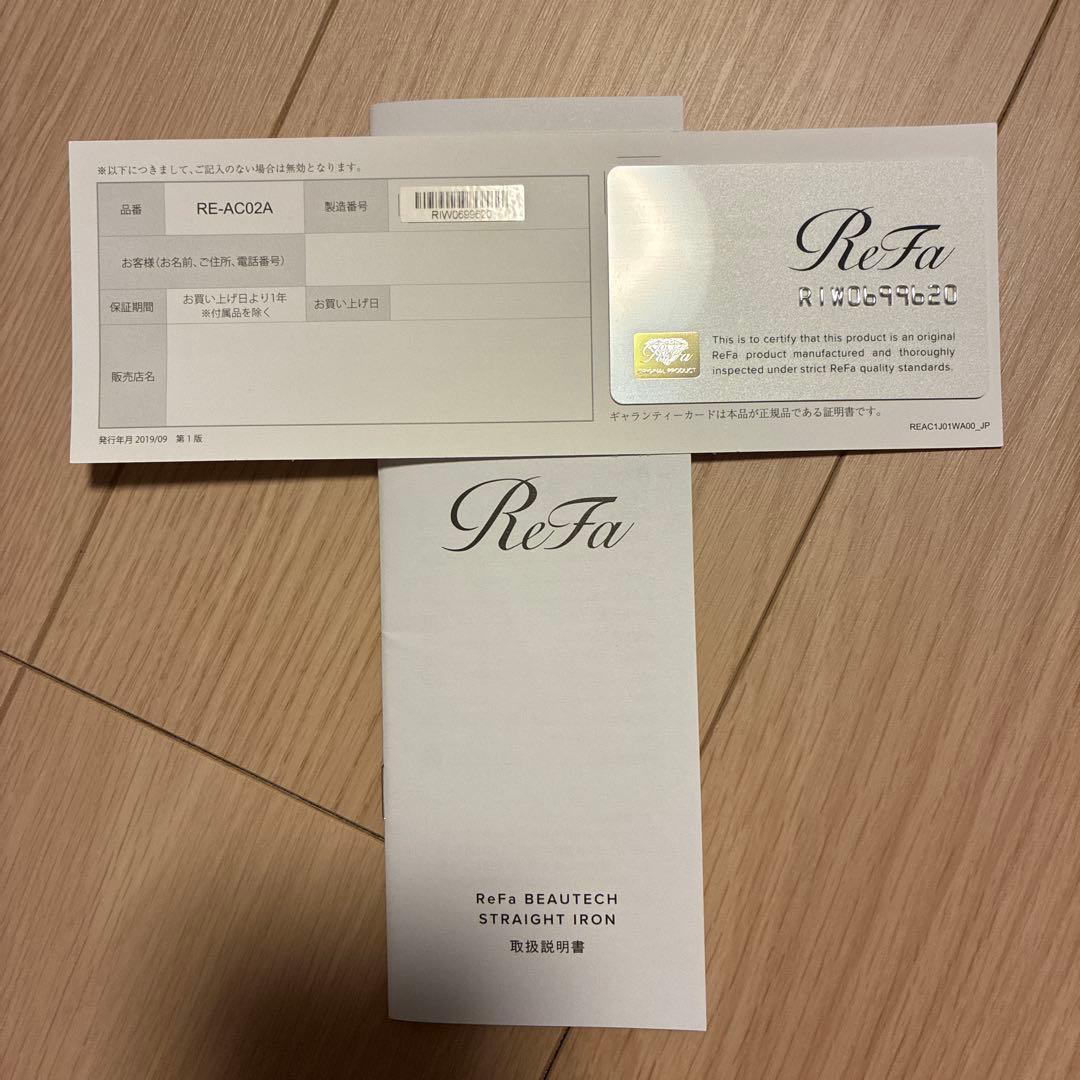 ※以下につきまして、ご記入のない場合は無効となります。
品番 RE-AC02A 製造番号 RIW0699620
お客様(お名前、ご住所、電話番号)
保証期間 お買い上げ日より1年 お買い上げ日
※付属品を除く
販売店名
発行年月 2019/09 第1版
ReFa
RIW0699620
ReFa
ORIGINAL PRODUCT
This is to certify that this product is an original
ReFa product manufactured and thoroughly
inspected under strict ReFa quality standards.
ギャランティーカードは本品が正規品である証明書です。
REAC1J01WA00_JP
ReFa
ReFa BEAUTECH
STRAIGHT IRON
取扱説明書